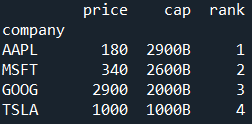 price cap rank
company
AAPL 180 2900B 1
MSFT 340 2600B 2
GOOG 2900 2000B 3
TSLA 1000 1000B 4